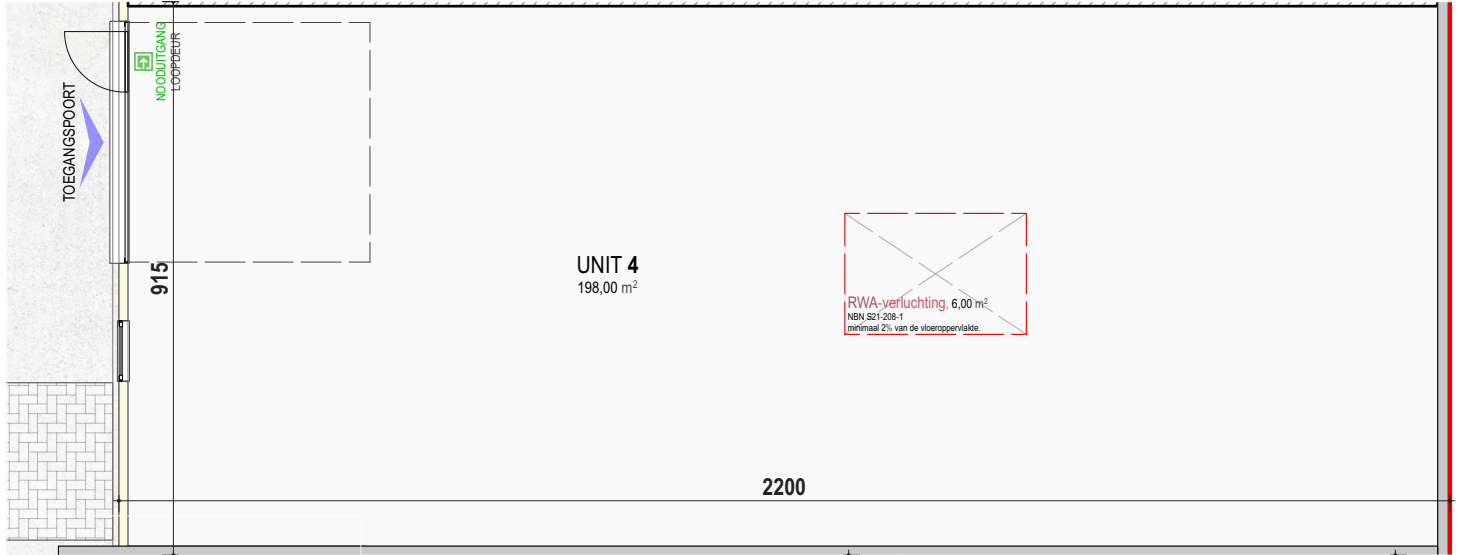 NOODUITGANG
LOOPDEUR
TOEGANGSPOORT
915
UNIT 4
198,00 m²
RWA-verluchting, 6,00 m²
NBN S21-208-1
minimaal 2% van de vloeroppervlakte.
2200